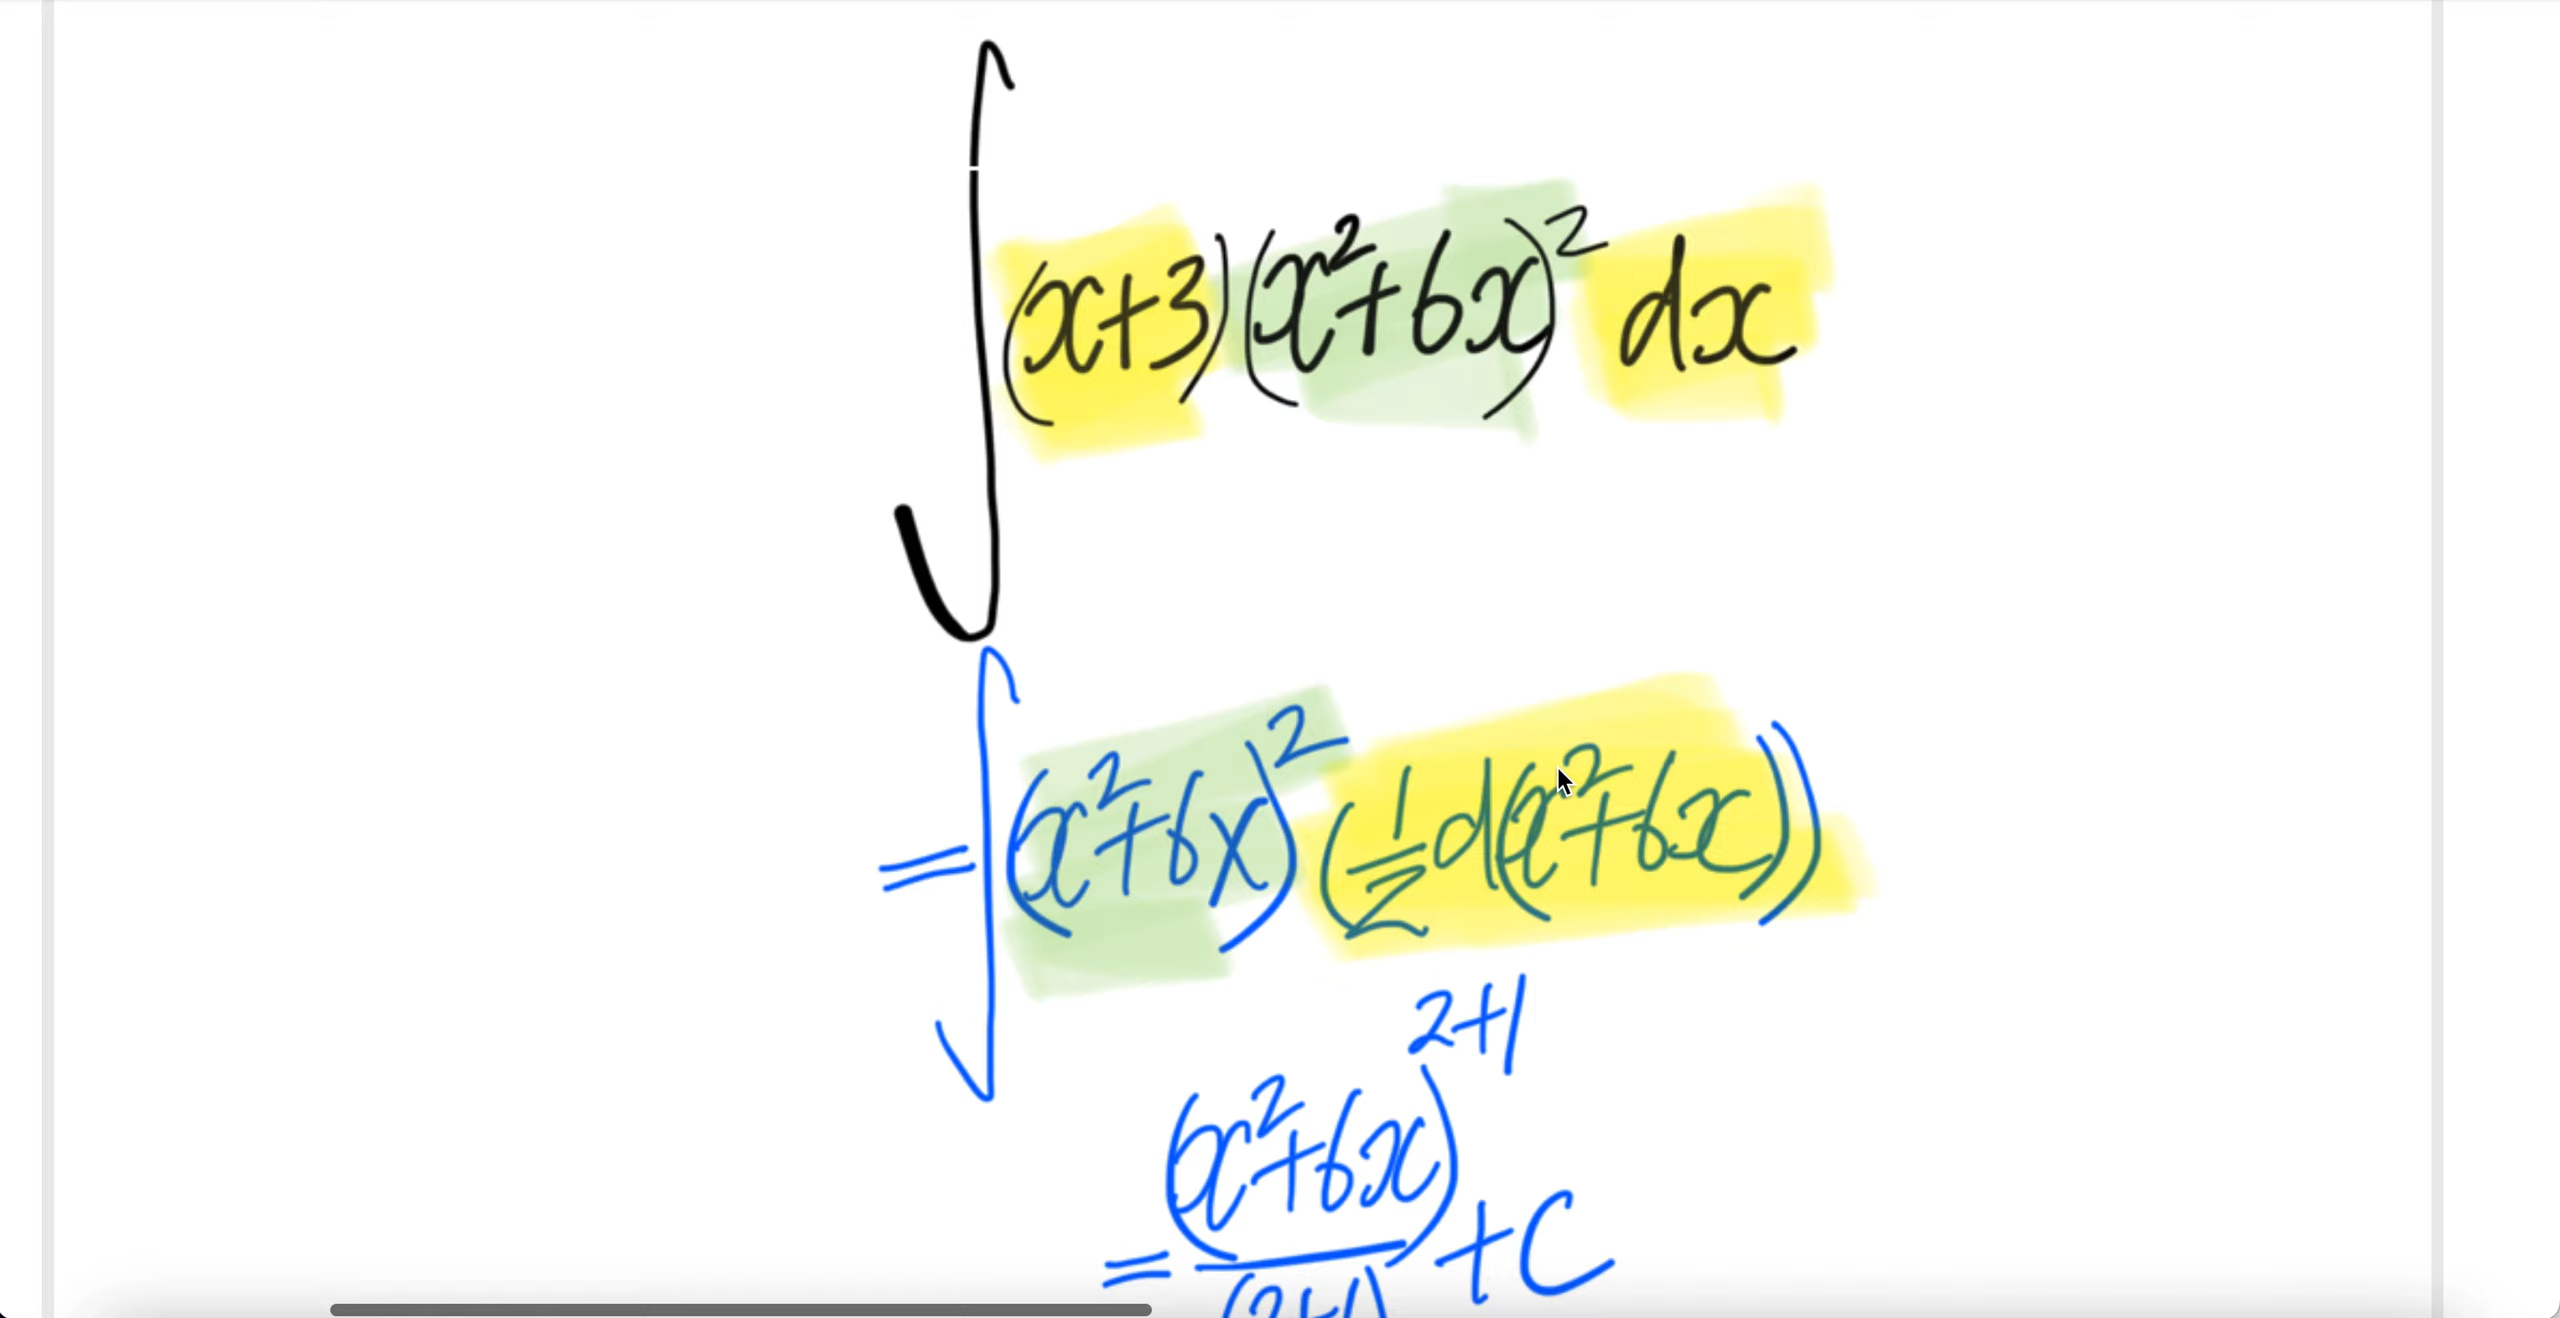 ∫(x+3)(x²+6x)² dx
=∫(x²+6x)²(½d(x²+6x))
=(x²+6x)²⁺¹/(2+1) +C